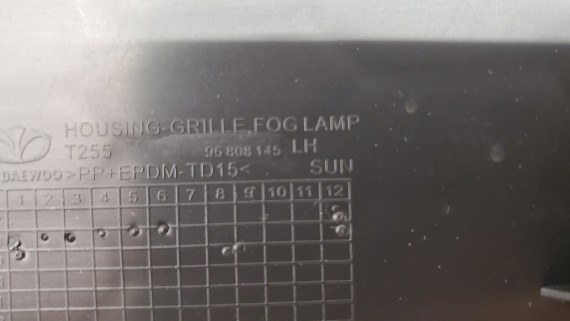 HOUSING-GRILLE,FOG LAMP
T255 96 808 145 LH
DAEWOO >PP+EPDM-TD15< SUN
1 2 3 4 5 6 7 8 9 10 11 12